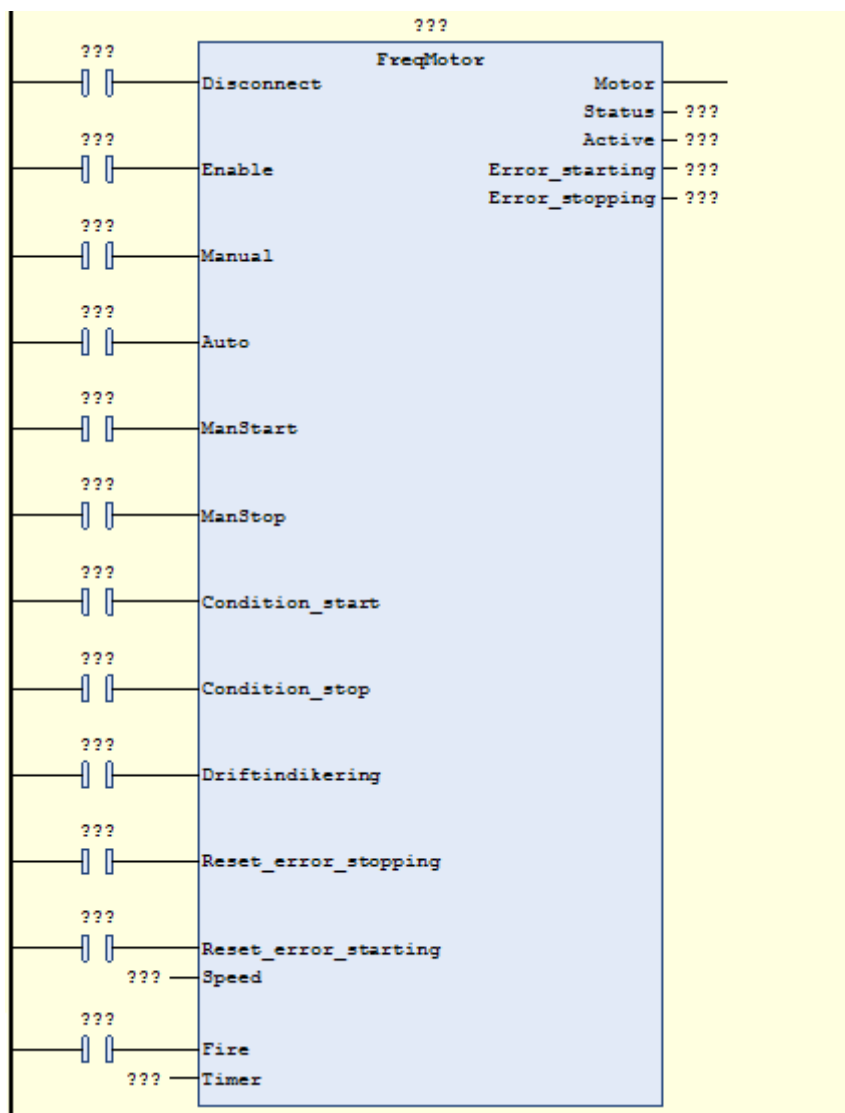 ???
??? FreqMotor
Disconnect Motor
Status ???
??? Active ???
Enable Error_starting ???
Error_stopping ???
???
Manual
???
Auto
???
ManStart
???
ManStop
???
Condition_start
???
Condition_stop
???
Driftindikering
???
Reset_error_stopping
???
Reset_error_starting
??? Speed
???
Fire
??? Timer